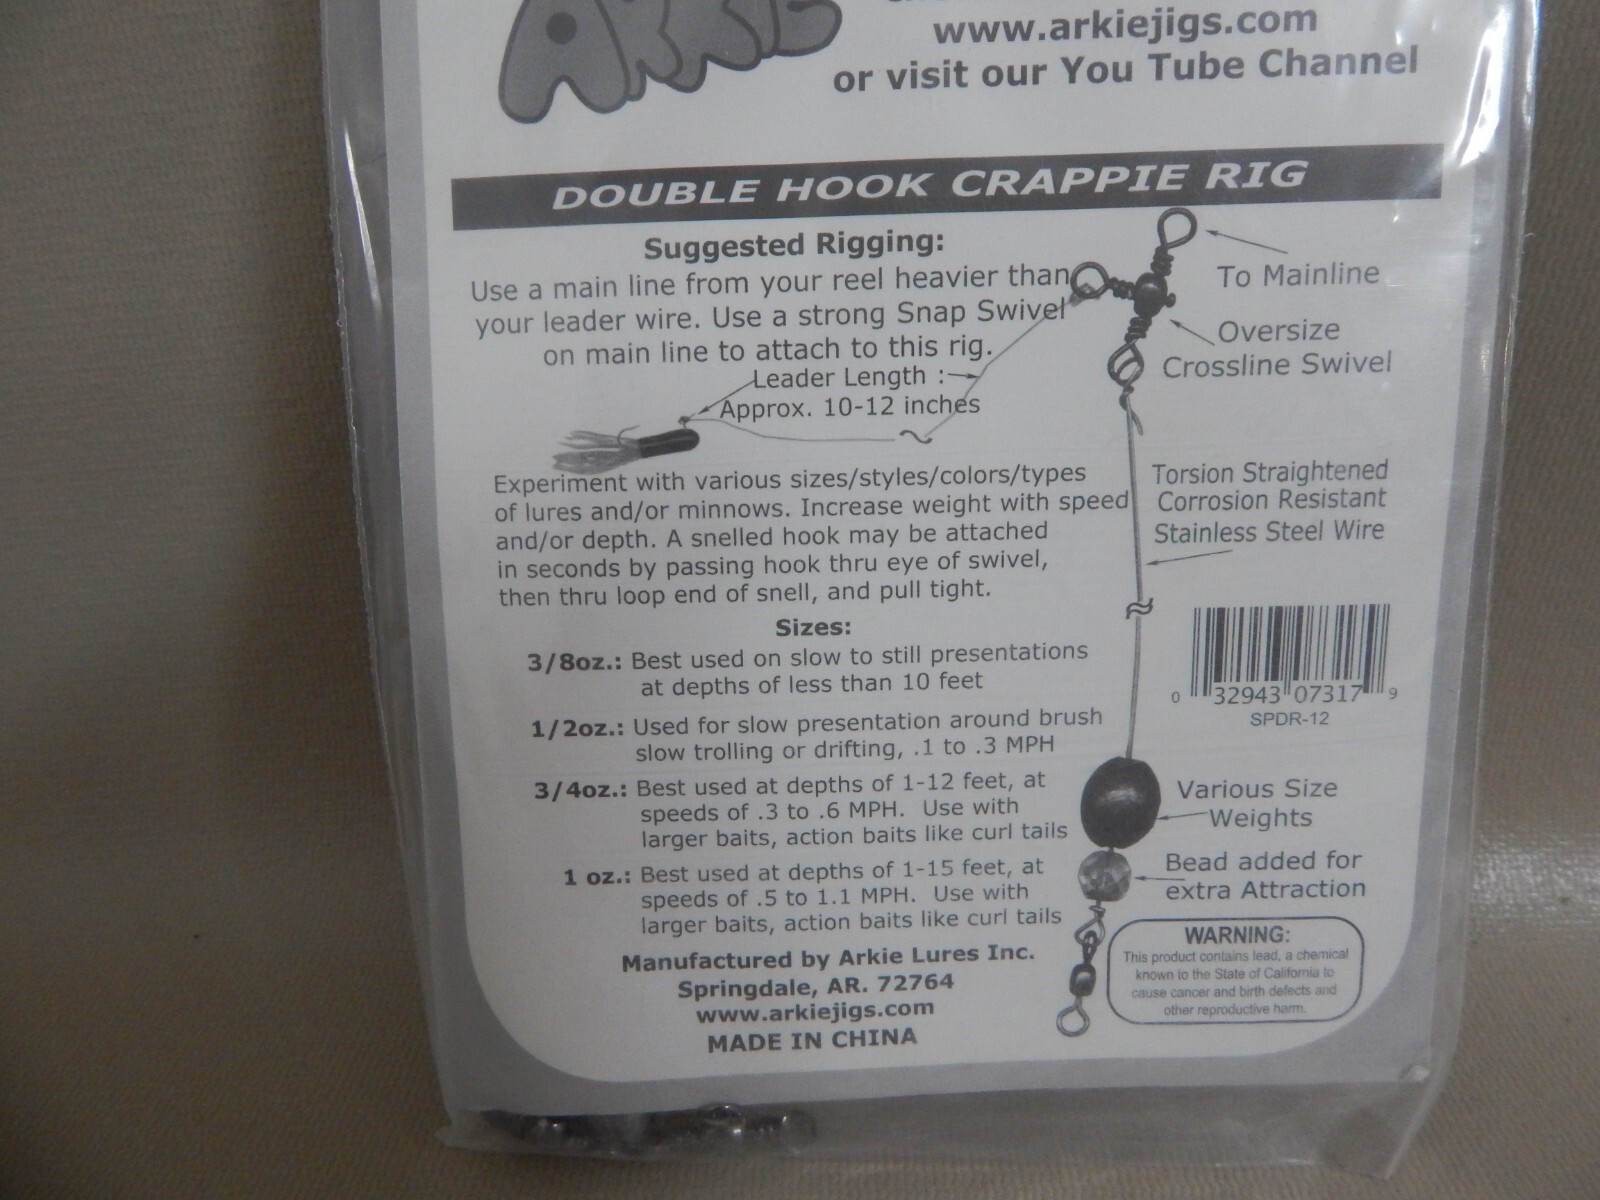 ARKIE
www.arkiejigs.com
or visit our You Tube Channel
DOUBLE HOOK CRAPPIE RIG
Suggested Rigging:
Use a main line from your reel heavier than
your leader wire. Use a strong Snap Swivel
on main line to attach to this rig.
Leader Length :
Approx. 10-12 inches
To Mainline
Oversize
Crossline Swivel
Experiment with various sizes/styles/colors/types
of lures and/or minnows. Increase weight with speed
and/or depth. A snelled hook may be attached
in seconds by passing hook thru eye of swivel,
then thru loop end of snell, and pull tight.
Torsion Straightened
Corrosion Resistant
Stainless Steel Wire
Sizes:
3/8oz.: Best used on slow to still presentations
at depths of less than 10 feet
1/2oz.: Used for slow presentation around brush
slow trolling or drifting, .1 to .3 MPH
3/4oz.: Best used at depths of 1-12 feet, at
speeds of .3 to .6 MPH. Use with
larger baits, action baits like curl tails
1 oz.: Best used at depths of 1-15 feet, at
speeds of .5 to 1.1 MPH. Use with
larger baits, action baits like curl tails
0 32943 07317 9
SPDR-12
Various Size
Weights
Bead added for
extra Attraction
Manufactured by Arkie Lures Inc.
Springdale, AR. 72764
www.arkiejigs.com
MADE IN CHINA
WARNING:
This product contains lead, a chemical
known to the State of California to
cause cancer and birth defects and
other reproductive harm.